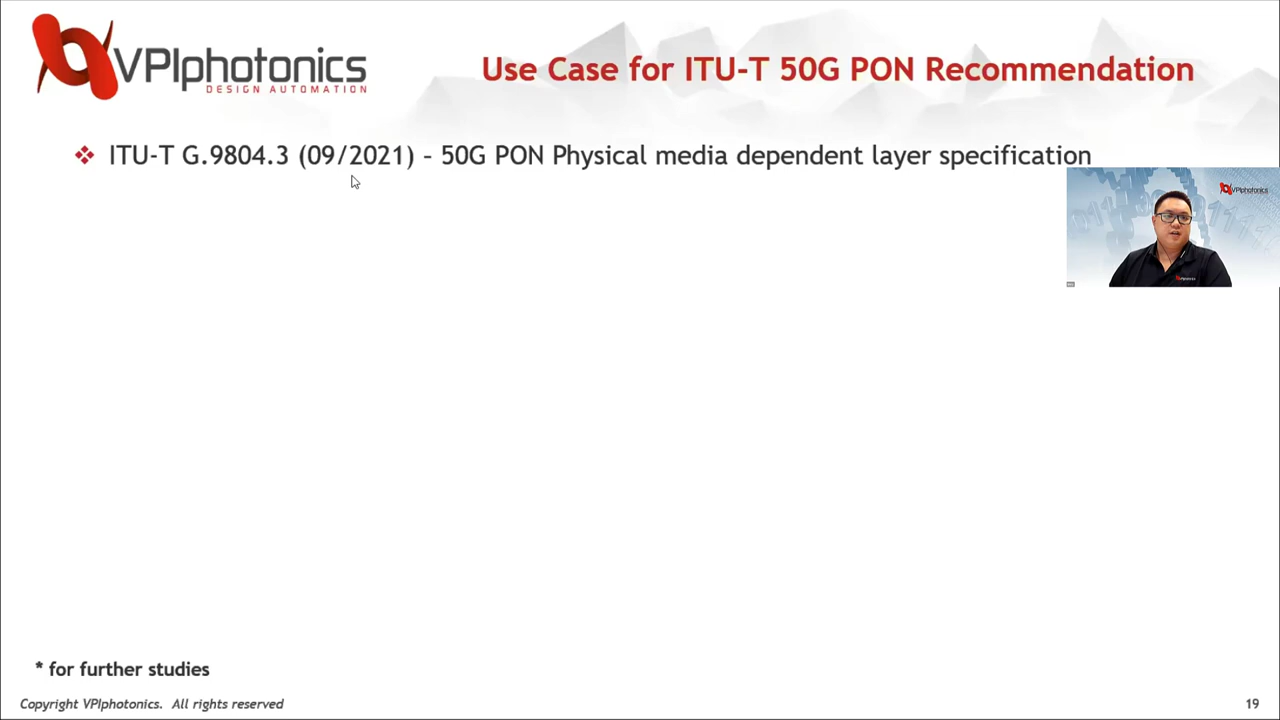 VPIphotonics
DESIGN AUTOMATION
Use Case for ITU-T 50G PON Recommendation
❖ ITU-T G.9804.3 (09/2021) – 50G PON Physical media dependent layer specification
VPIphotonics
* for further studies
Copyright VPIphotonics. All rights reserved
19